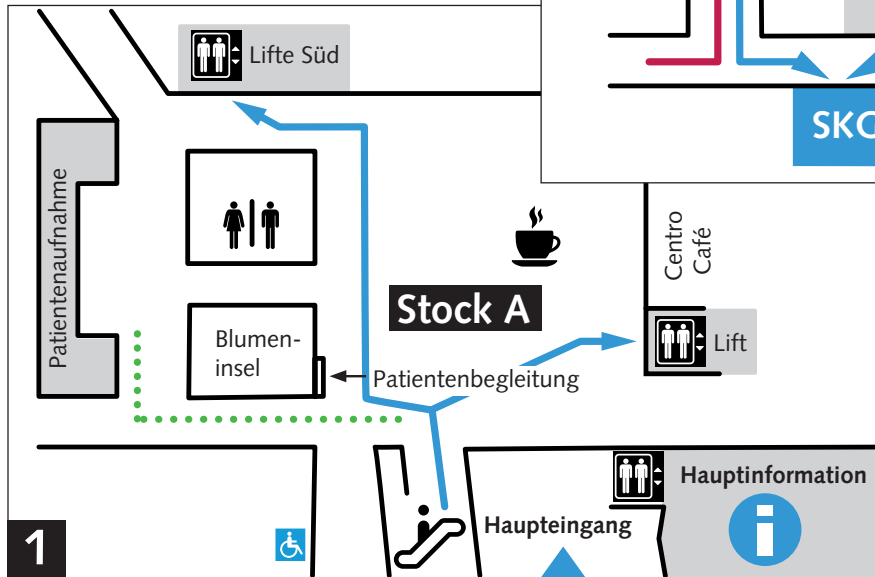 Lifte Süd
SKC
Patientenaufnahme
Centro
Café
Stock A
Lift
Blumen-
insel
Patientenbegleitung
Hauptinformation
Haupteingang
i
1